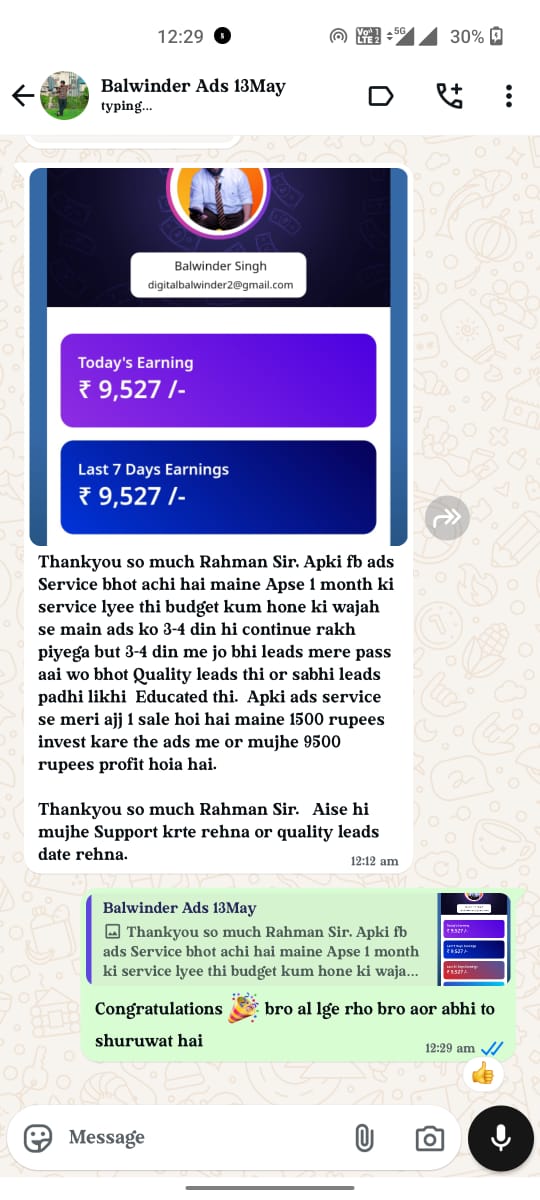 12:29
Vo 1
LTE 2
5G
30%
Balwinder Ads 13May
typing...
Balwinder Singh
digitalbalwinder2@gmail.com
Today's Earning
₹ 9,527 /-
Last 7 Days Earnings
₹ 9,527 /-
Thankyou so much Rahman Sir. Apki fb ads
Service bhot achi hai maine Apse 1 month ki
service lyee thi budget kum hone ki wajah
se main ads ko 3-4 din hi continue rakh
piyega but 3-4 din me jo bhi leads mere pass
aai wo bhot Quality leads thi or sabhi leads
padhi likhi Educated thi. Apki ads service
se meri ajj 1 sale hoi hai maine 1500 rupees
invest kare the ads me or mujhe 9500
rupees profit hoia hai.
Thankyou so much Rahman Sir. Aise hi
mujhe Support krte rehna or quality leads
date rehna.
12:12 am
Balwinder Ads 13May
Thankyou so much Rahman Sir. Apki fb
ads Service bhot achi hai maine Apse 1 month
ki service lyee thi budget kum hone ki waja...
Congratulations 🎉 bro al lge rho bro aor abhi to
shuruwat hai
12:29 am
Message